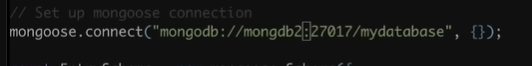 // Set up mongoose connection
mongoose.connect("mongodb://mongdb2:27017/mydatabase", {});